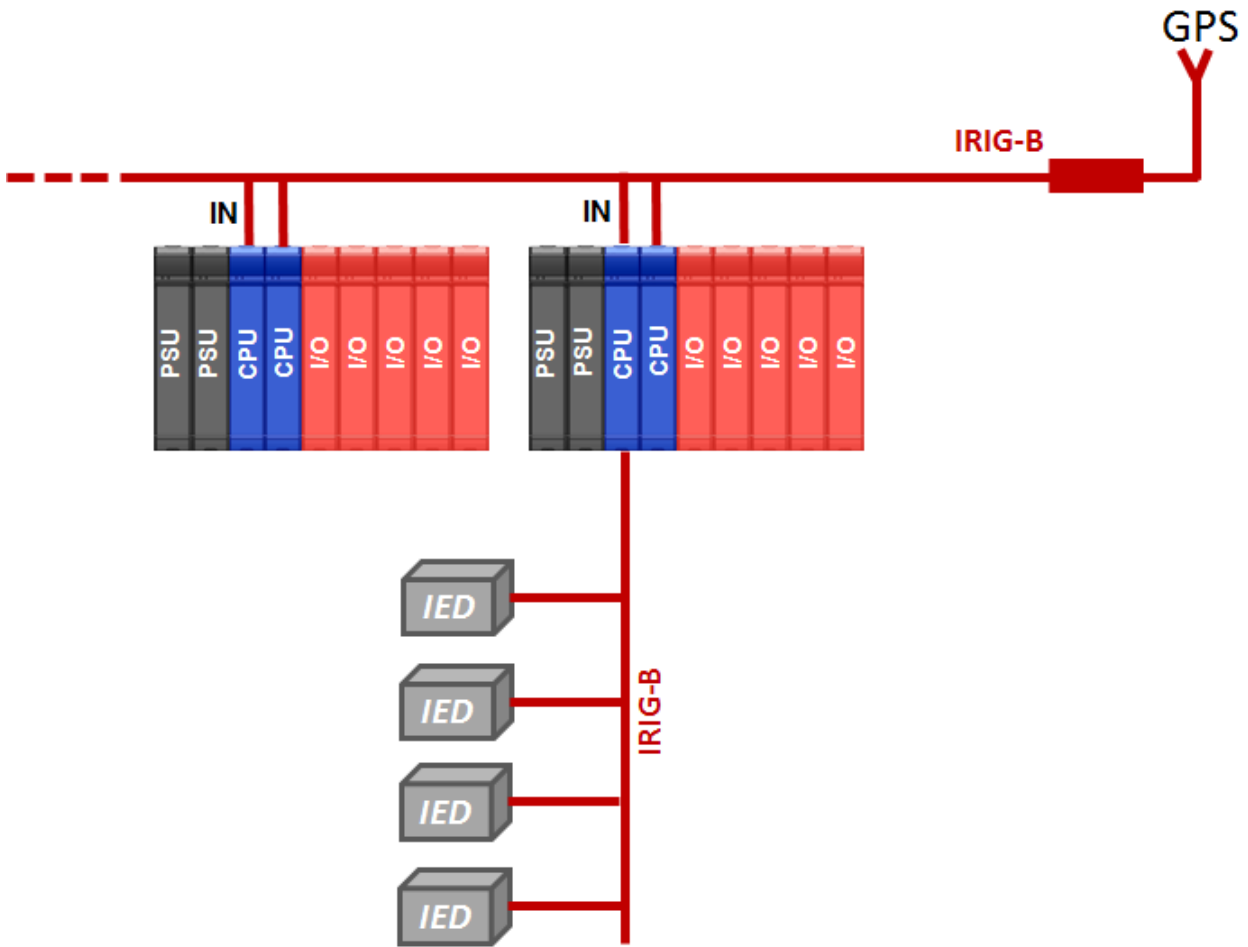 GPS
IRIG-B
IN
IN
PSU
PSU
CPU
CPU
I/O
I/O
I/O
I/O
I/O
PSU
PSU
CPU
CPU
I/O
I/O
I/O
I/O
I/O
IED
IED
IRIG-B
IED
IED